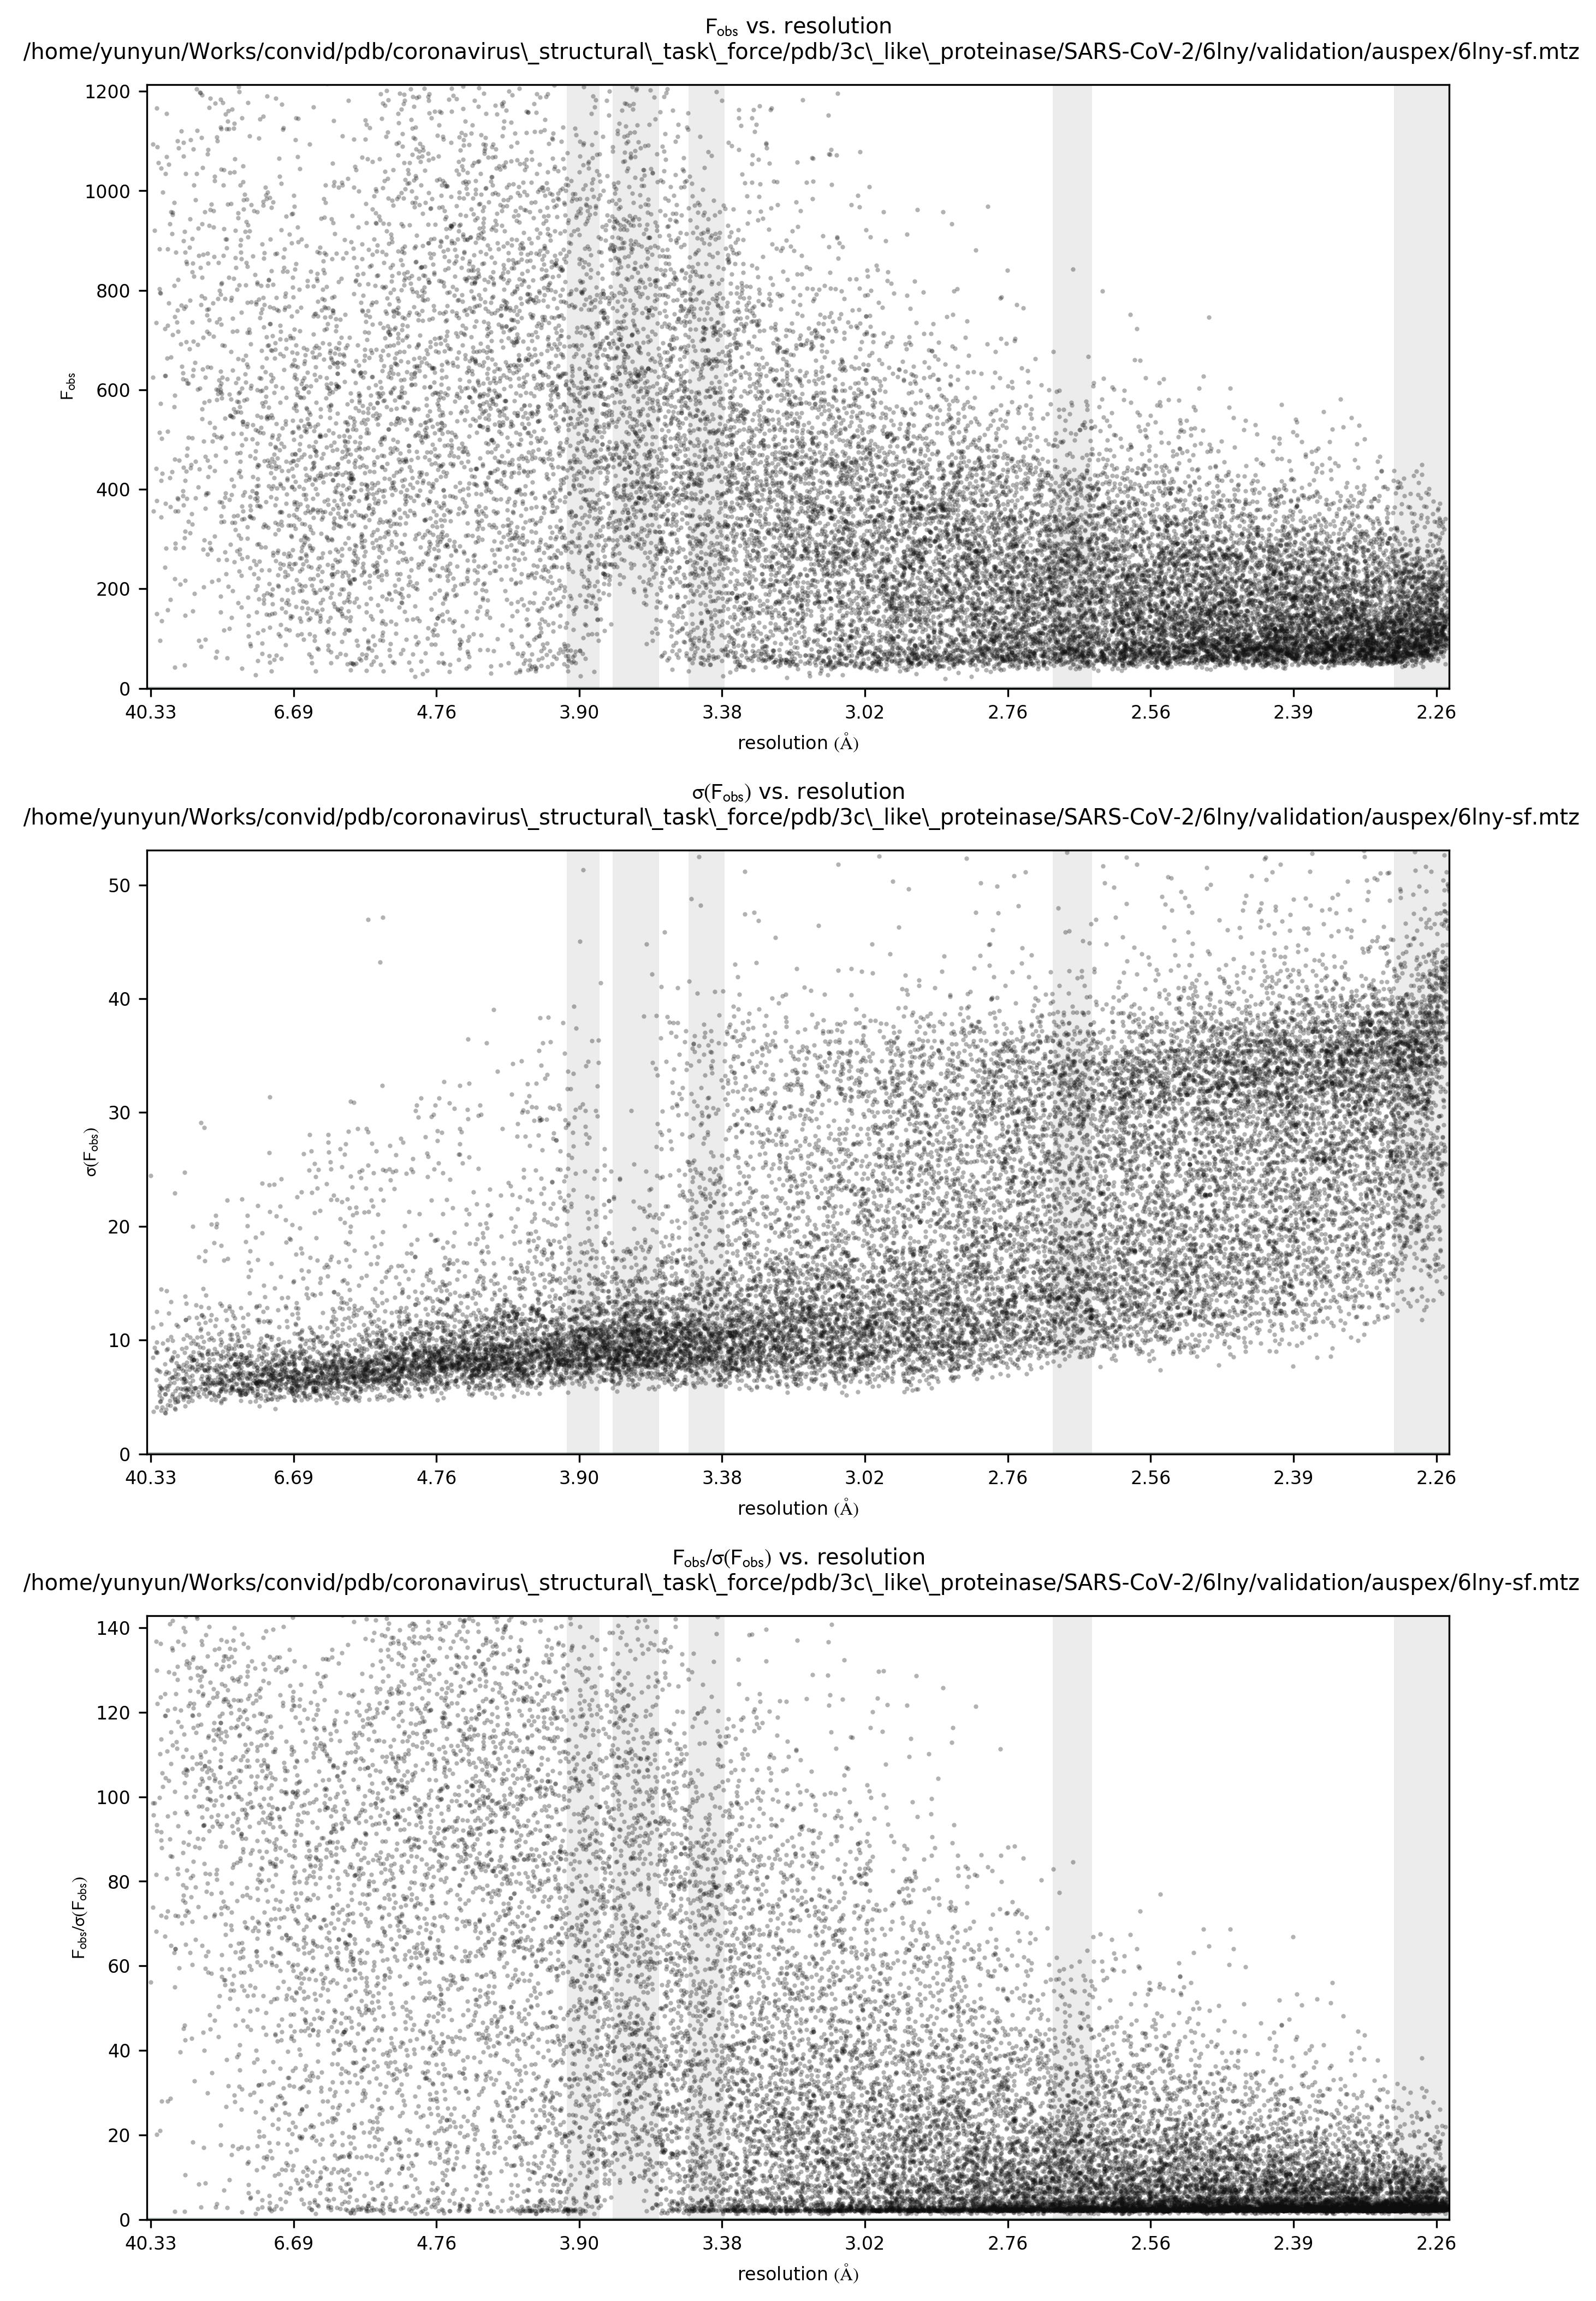 Fobs vs. resolution
/home/yunyun/Works/convid/pdb/coronavirus\_structural\_task\_force/pdb/3c\_like\_proteinase/SARS-CoV-2/6lny/validation/auspex/6lny-sf.mtz
1200
1000
800
600
400
200
0
Fobs
40.33 6.69 4.76 3.90 3.38 3.02 2.76 2.56 2.39 2.26
resolution (Å)
σ(Fobs) vs. resolution
/home/yunyun/Works/convid/pdb/coronavirus\_structural\_task\_force/pdb/3c\_like\_proteinase/SARS-CoV-2/6lny/validation/auspex/6lny-sf.mtz
50
40
30
20
10
0
σ(Fobs)
40.33 6.69 4.76 3.90 3.38 3.02 2.76 2.56 2.39 2.26
resolution (Å)
Fobs/σ(Fobs) vs. resolution
/home/yunyun/Works/convid/pdb/coronavirus\_structural\_task\_force/pdb/3c\_like\_proteinase/SARS-CoV-2/6lny/validation/auspex/6lny-sf.mtz
140
120
100
80
60
40
20
0
Fobs/σ(Fobs)
40.33 6.69 4.76 3.90 3.38 3.02 2.76 2.56 2.39 2.26
resolution (Å)